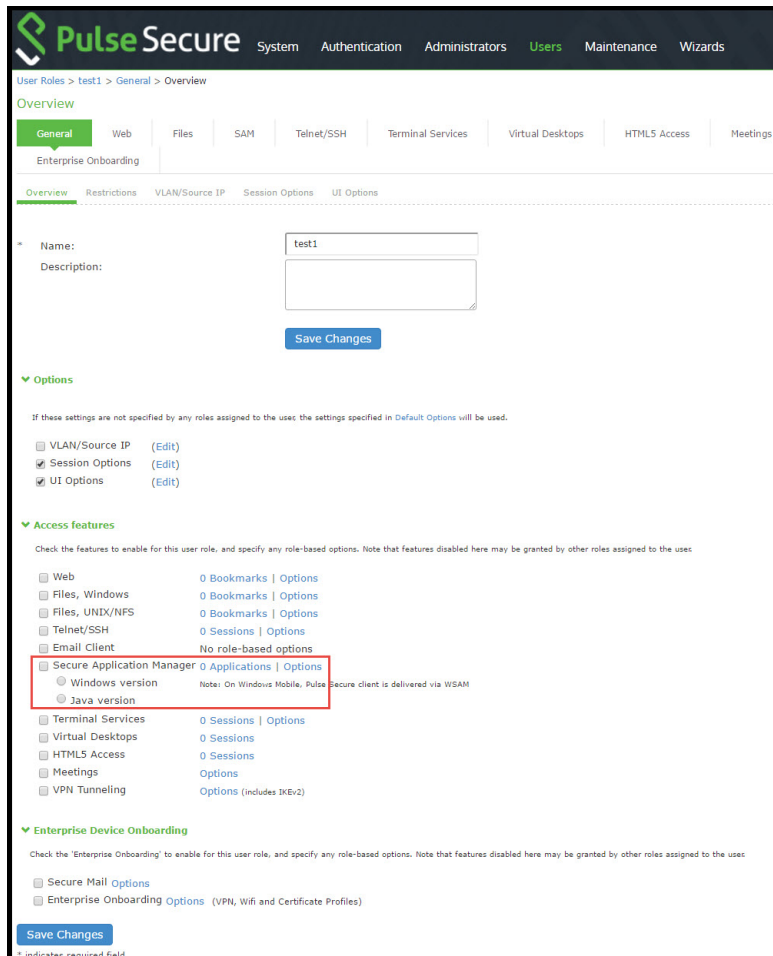 Pulse Secure System Authentication Administrators Users Maintenance Wizards
User Roles > test1 > General > Overview
Overview
General Web Files SAM Telnet/SSH Terminal Services Virtual Desktops HTML5 Access Meetings
Enterprise Onboarding
Overview Restrictions VLAN/Source IP Session Options UI Options
* Name: test1
Description:
Save Changes
Options
If these settings are not specified by any roles assigned to the user, the settings specified in Default Options will be used.
VLAN/Source IP (Edit)
Session Options (Edit)
UI Options (Edit)
Access features
Check the features to enable for this user role, and specify any role-based options. Note that features disabled here may be granted by other roles assigned to the user.
Web 0 Bookmarks | Options
Files, Windows 0 Bookmarks | Options
Files, UNIX/NFS 0 Bookmarks | Options
Telnet/SSH 0 Sessions | Options
Email Client No role-based options
Secure Application Manager 0 Applications | Options
Windows version Note: On Windows Mobile, Pulse Secure client is delivered via WSAM
Java version
Terminal Services 0 Sessions | Options
Virtual Desktops 0 Sessions
HTML5 Access 0 Sessions
Meetings Options
VPN Tunneling Options (includes IKEv2)
Enterprise Device Onboarding
Check the 'Enterprise Onboarding' to enable for this user role, and specify any role-based options. Note that features disabled here may be granted by other roles assigned to the user.
Secure Mail Options
Enterprise Onboarding Options (VPN, Wifi and Certificate Profiles)
Save Changes
* indicates required field